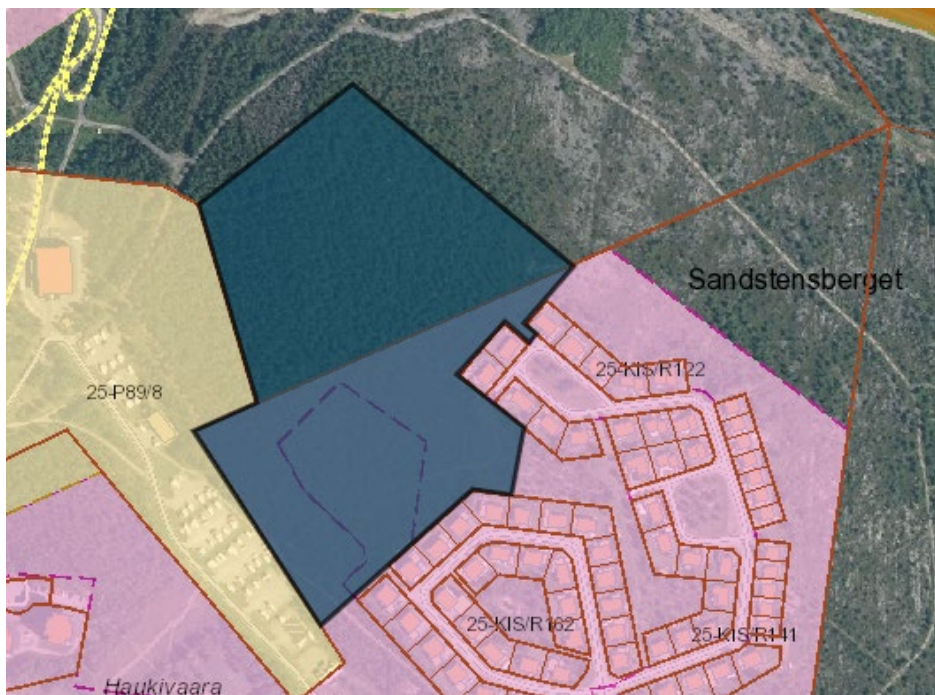 Sandstensberget
25-KIS/R122
25-P89/8
25-KIS/R162
25-KIS/R141
Haukivaara